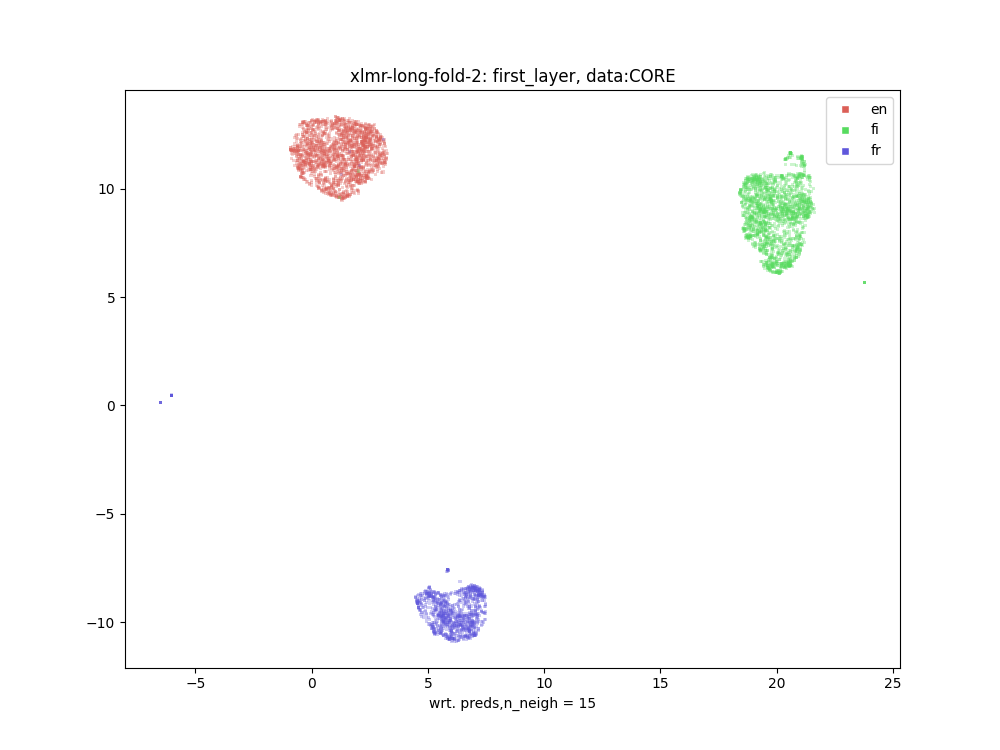 xlmr-long-fold-2: first_layer, data:CORE
en
fi
fr
10
5
0
−5
−10
−5 0 5 10 15 20 25
wrt. preds,n_neigh = 15